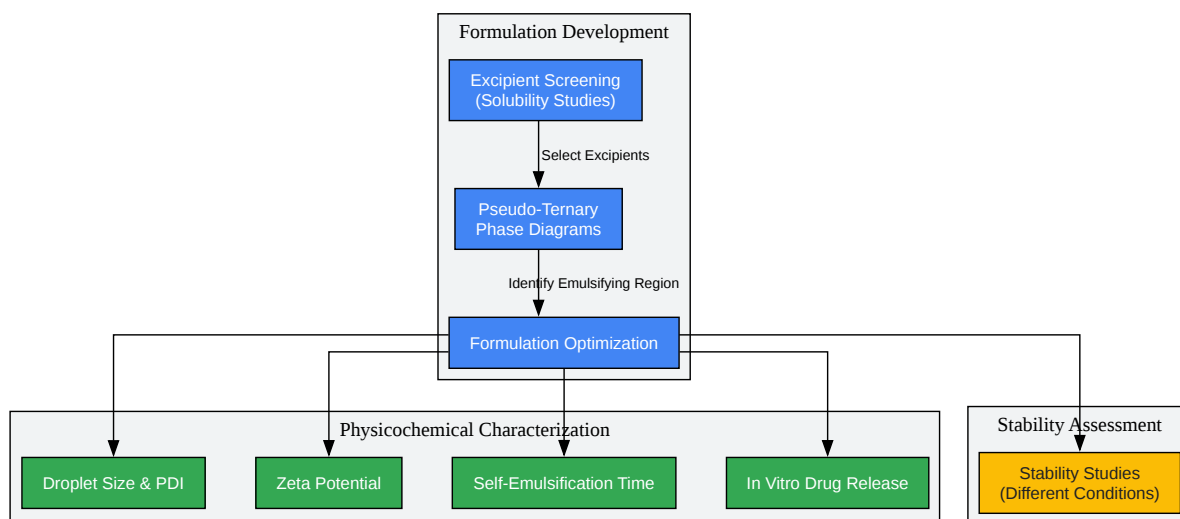 Formulation Development
Excipient Screening
(Solubility Studies)
Select Excipients
Pseudo-Ternary
Phase Diagrams
Identify Emulsifying Region
Formulation Optimization
Physicochemical Characterization
Droplet Size & PDI
Zeta Potential
Self-Emulsification Time
In Vitro Drug Release
Stability Assessment
Stability Studies
(Different Conditions)